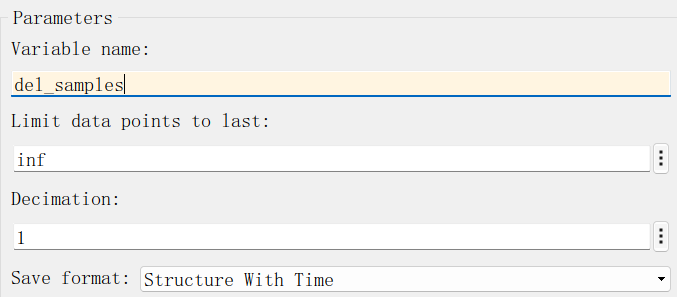 Parameters
Variable name:
del_samples
Limit data points to last:
inf
Decimation:
1
Save format: Structure With Time